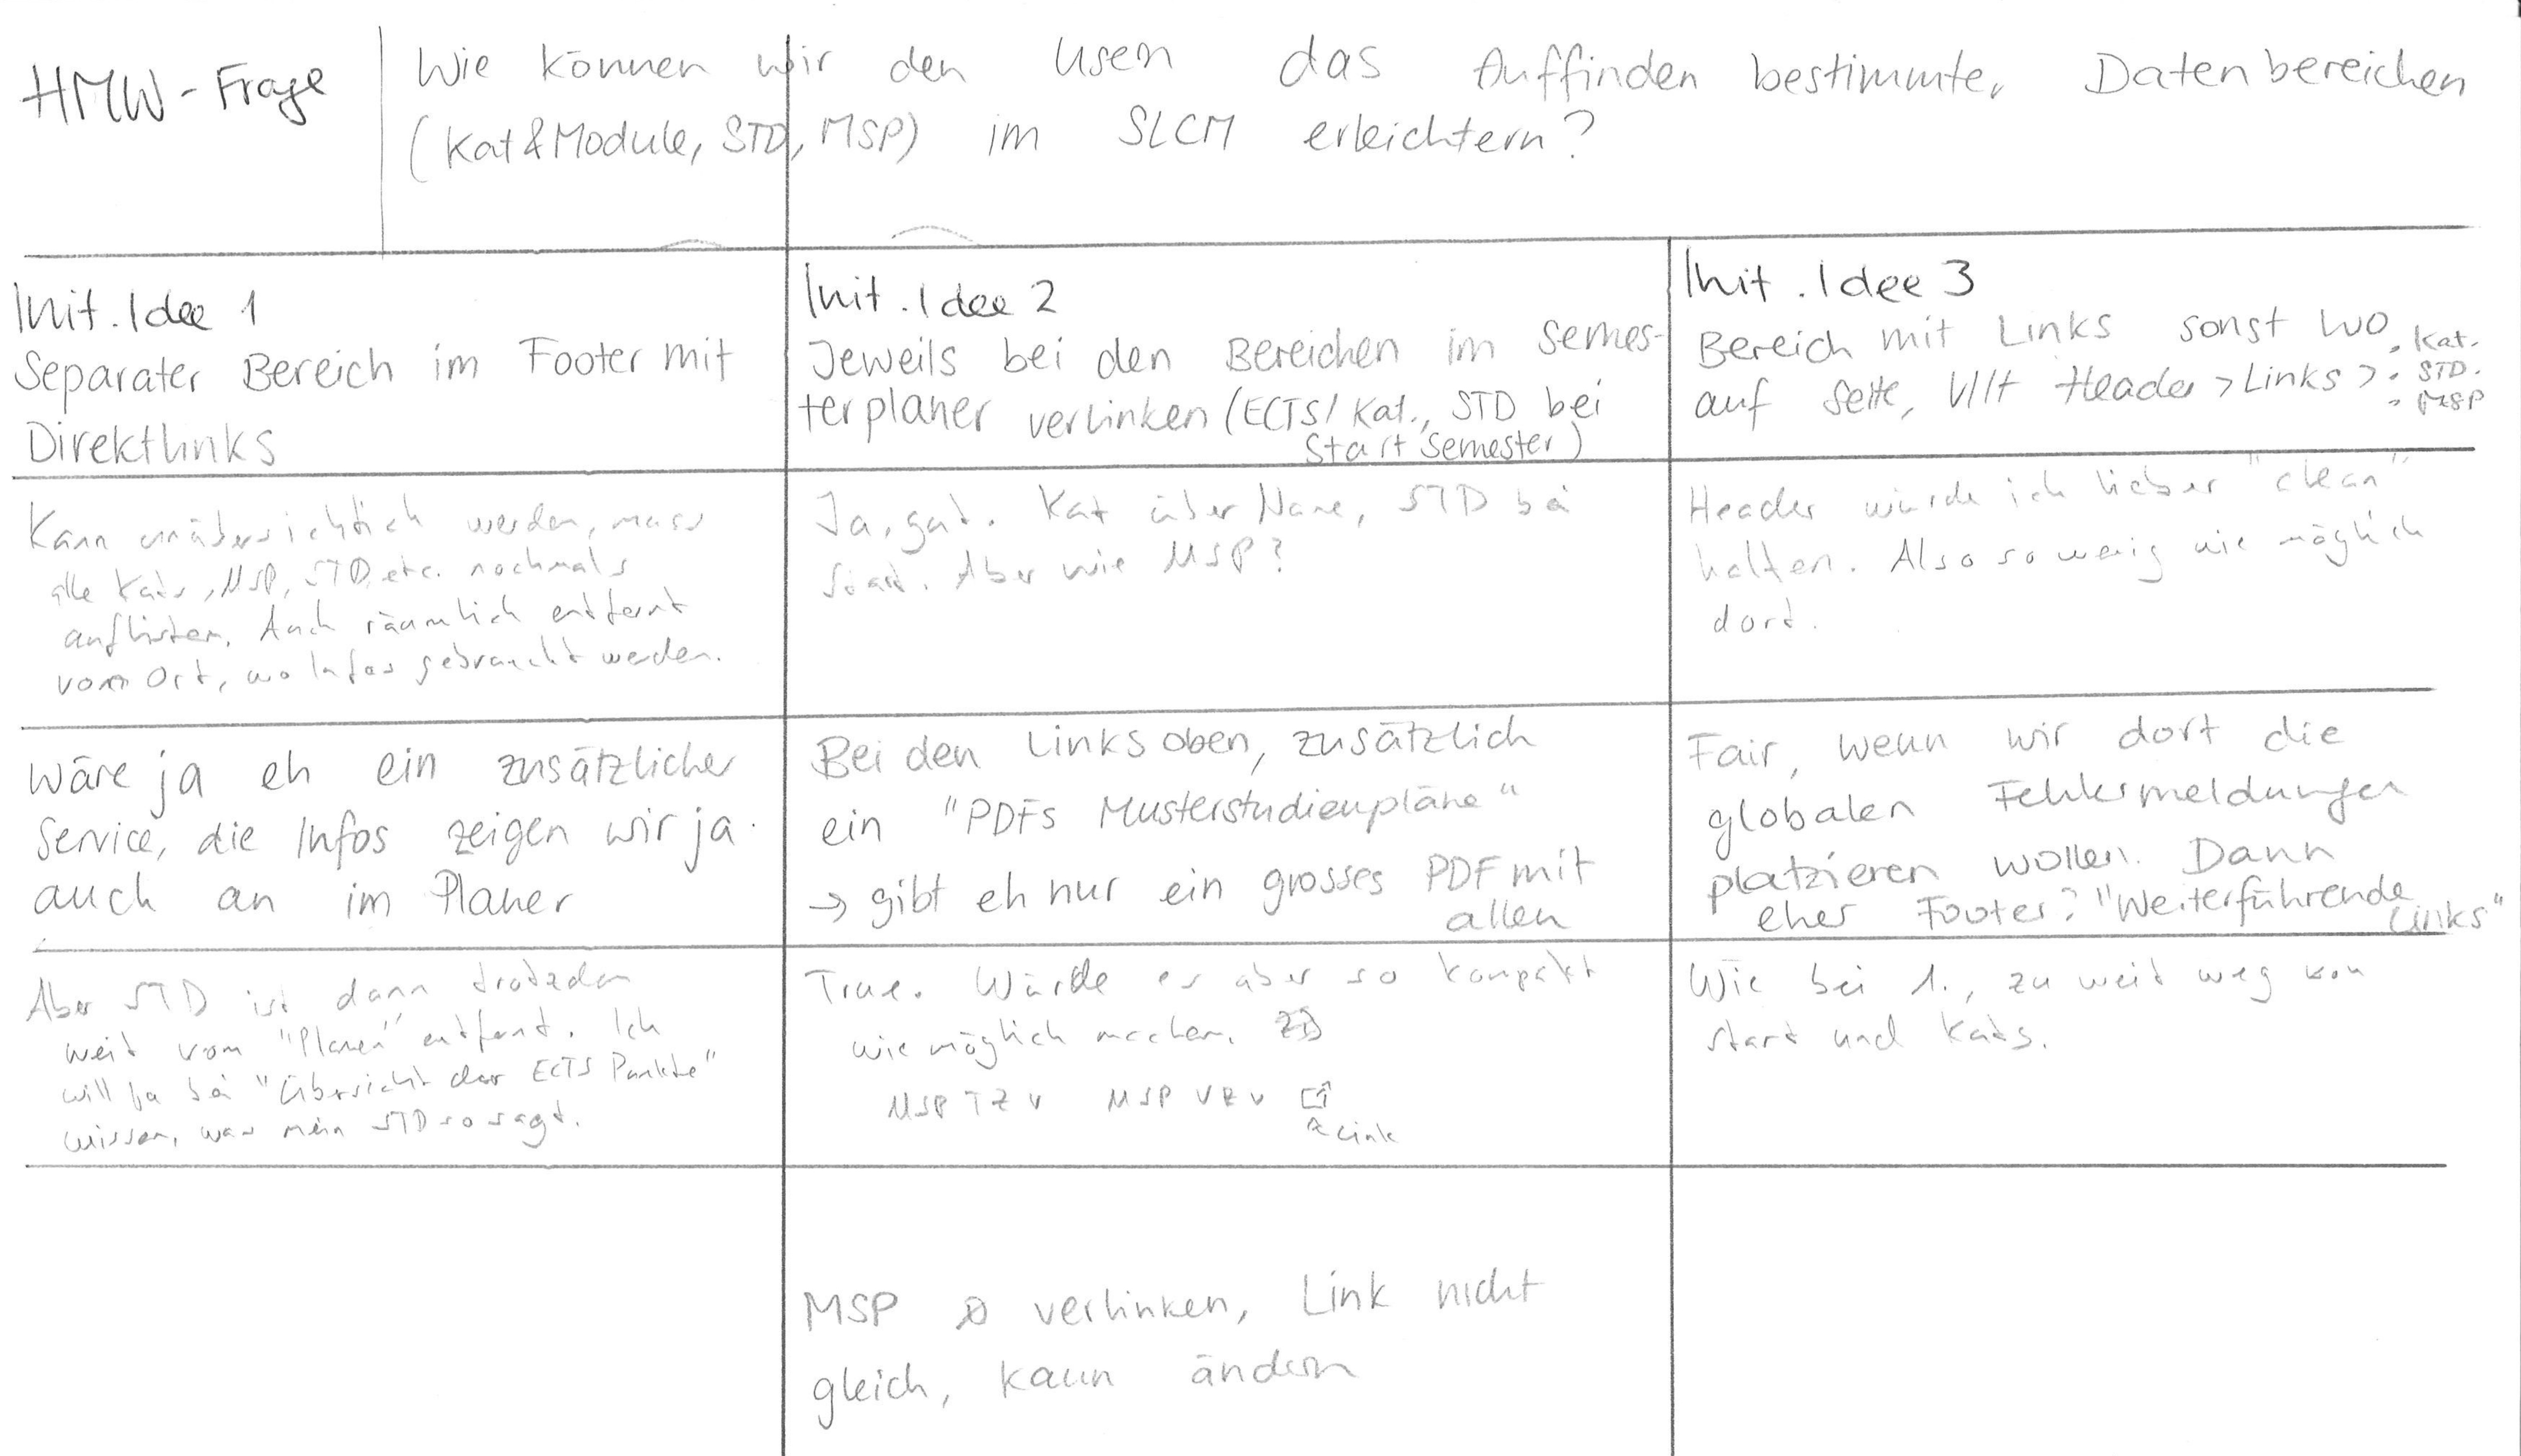 HMW-Frage
Wie können wir den Usern das Auffinden bestimmter Datenbereichen
(Kat&Module, STD, MSP) im SLCM erleichtern?
Init. Idee 1
Separater Bereich im Footer mit
Direktlinks
Init. Idee 2
Jeweils bei den Bereichen im Semes-
terplaner verlinken (ECTS/Kat., STD bei
Start Semester)
Init. Idee 3
Bereich mit Links sonst wo
auf Seite, Vllt Header > Links >
• Kat.
• STD.
• MSP
Kann unübersichtlich werden, muss
alle Kats, MSP, STD, etc. nochmals
auflisten. Auch räumlich entfernt
vom Ort, wo Infos gebraucht werden.
Ja, gut. Kat über Name, STD bei
Start. Aber wie MSP?
Header würde ich lieber "clean"
halten. Also so wenig wie möglich
dort.
Wäre ja eh ein zusätzlicher
Service, die Infos zeigen wir ja
auch an im Planer
Bei den Links oben, zusätzlich
ein "PDFs Musterstudienpläne"
→ gibt eh nur ein grosses PDF mit
allen
Fair, wenn wir dort die
globalen Fehlermeldungen
platzieren wollen. Dann
eher Footer? "Weiterführende
Links"
Aber STD ist dann trotzdem
weit vom "Planen" entfernt. Ich
will ja bei "Übersicht der ECTS Punkte"
wissen, was mein STD so sagt.
True. Würde es aber so kompakt
wie möglich machen.
MSP TZ v MSP VZ v
Link
Wie bei 1., zu weit weg von
Start und Kats.
MSP verlinken, Link nicht
gleich, kann ändern